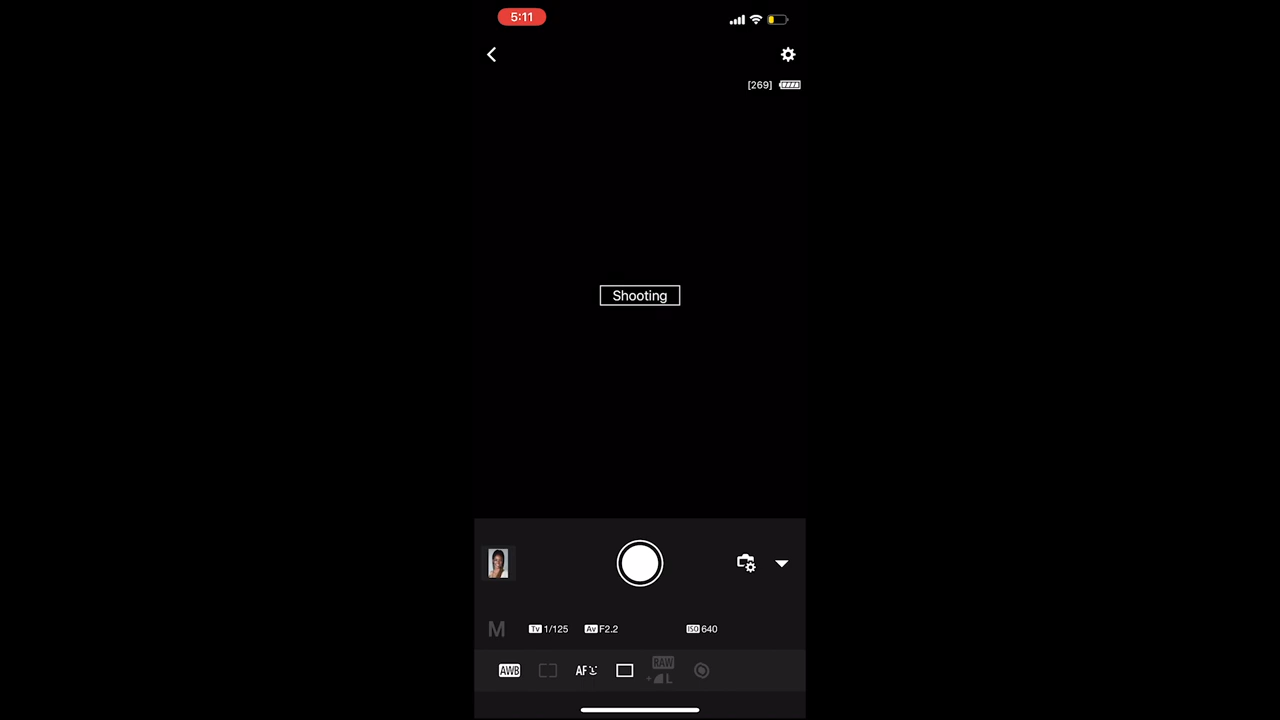 5:11
[269]
Shooting
M Tv 1/125 Av F2.2 ISO 640
AWB AF RAW
+ L